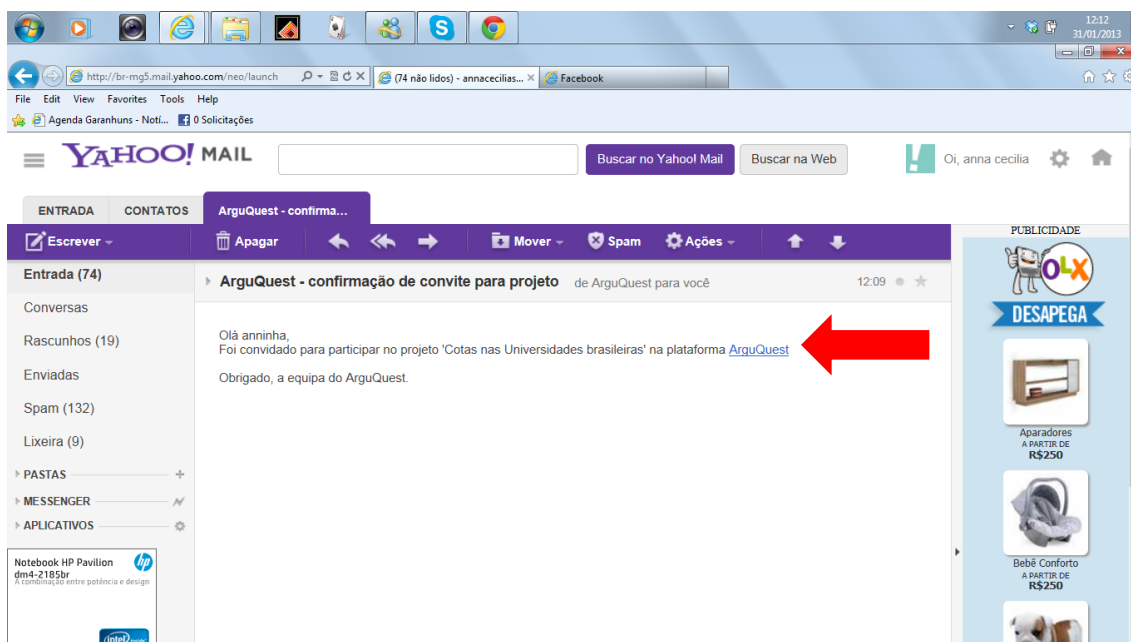 12:12
31/01/2013
http://br-mg5.mail.yahoo.com/neo/launch
(74 não lidos) - annacecilias...
Facebook
File Edit View Favorites Tools Help
Agenda Garanhuns - Notí...
0 Solicitações
YAHOO! MAIL
Buscar no Yahoo! Mail
Buscar na Web
Oi, anna cecilia
ENTRADA
CONTATOS
ArguQuest - confirma...
Escrever
Apagar
Mover
Spam
Ações
PUBLICIDADE
Entrada (74)
Conversas
Rascunhos (19)
Enviadas
Spam (132)
Lixeira (9)
PASTAS
MESSENGER
APLICATIVOS
Notebook HP Pavilion
dm4-2185br
A combinação entre potência e design
hp
intel
ArguQuest - confirmação de convite para projeto de ArguQuest para você 12:09
Olá anninha,
Foi convidado para participar no projeto 'Cotas nas Universidades brasileiras' na plataforma ArguQuest
Obrigado, a equipa do ArguQuest.
OLX
DESAPEGA
Aparadores
A PARTIR DE
R$250
Bebê Conforto
A PARTIR DE
R$250